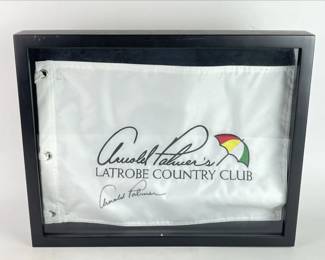 Arnold Palmer's
LATROBE COUNTRY CLUB
Arnold Palmer